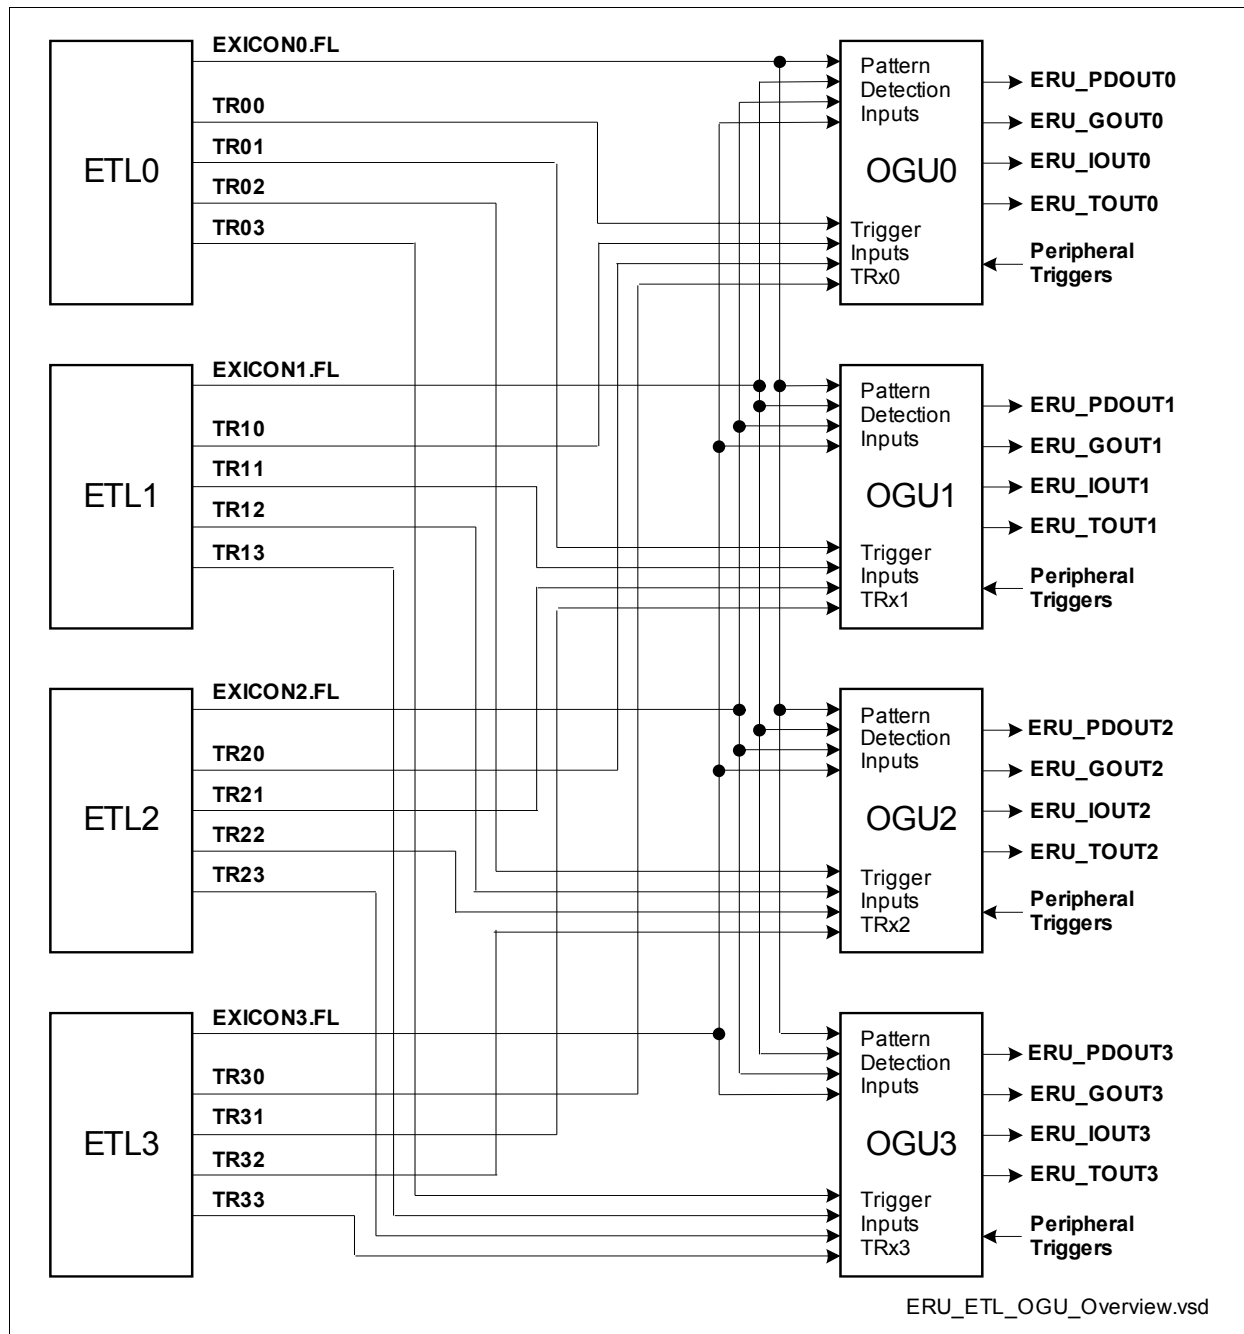 EXICON0.FL
TR00
TR01
TR02
TR03
ETL0
Pattern
Detection
Inputs
OGU0
Trigger
Inputs
TRx0
ERU_PDOUT0
ERU_GOUT0
ERU_IOUT0
ERU_TOUT0
Peripheral
Triggers
EXICON1.FL
TR10
TR11
TR12
TR13
ETL1
Pattern
Detection
Inputs
OGU1
Trigger
Inputs
TRx1
ERU_PDOUT1
ERU_GOUT1
ERU_IOUT1
ERU_TOUT1
Peripheral
Triggers
EXICON2.FL
TR20
TR21
TR22
TR23
ETL2
Pattern
Detection
Inputs
OGU2
Trigger
Inputs
TRx2
ERU_PDOUT2
ERU_GOUT2
ERU_IOUT2
ERU_TOUT2
Peripheral
Triggers
EXICON3.FL
TR30
TR31
TR32
TR33
ETL3
Pattern
Detection
Inputs
OGU3
Trigger
Inputs
TRx3
ERU_PDOUT3
ERU_GOUT3
ERU_IOUT3
ERU_TOUT3
Peripheral
Triggers
ERU_ETL_OGU_Overview.vsd